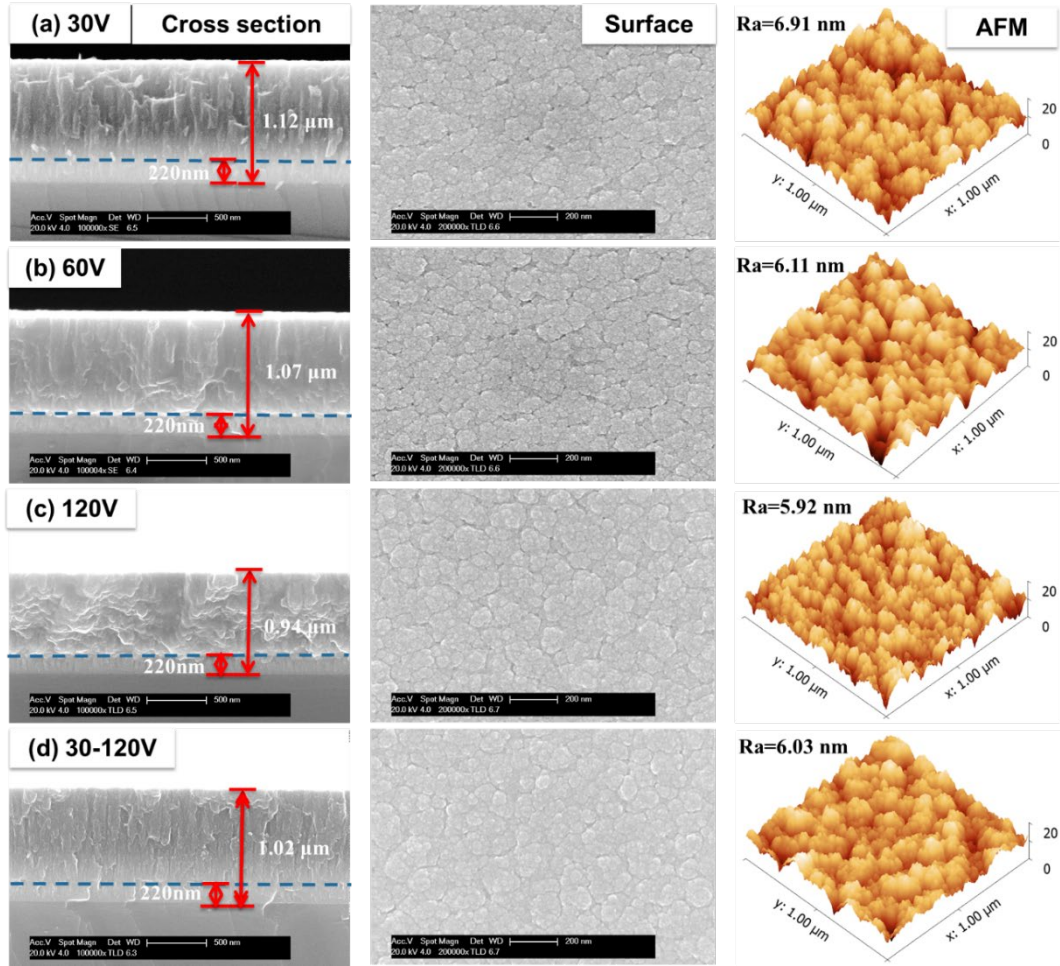 (a) 30V
Cross section
Surface
Ra=6.91 nm
AFM
1.12 µm
220nm
20
0
y: 1.00 µm
x: 1.00 µm
Acc.V Spot Magn Det WD 500 nm
20.0 kV 4.0 100000x SE 6.5
Acc.V Spot Magn Det WD 200 nm
20.0 kV 4.0 200000x TLD 6.6
(b) 60V
Ra=6.11 nm
1.07 µm
220nm
20
0
y: 1.00 µm
x: 1.00 µm
Acc.V Spot Magn Det WD 500 nm
20.0 kV 4.0 100004x SE 6.4
Acc.V Spot Magn Det WD 200 nm
20.0 kV 4.0 200000x TLD 6.6
(c) 120V
Ra=5.92 nm
0.94 µm
220nm
20
0
y: 1.00 µm
x: 1.00 µm
Acc.V Spot Magn Det WD 500 nm
20.0 kV 4.0 100000x TLD 6.5
Acc.V Spot Magn Det WD 200 nm
20.0 kV 4.0 200000x TLD 6.7
(d) 30-120V
Ra=6.03 nm
1.02 µm
220nm
20
0
y: 1.00 µm
x: 1.00 µm
Acc.V Spot Magn Det WD 500 nm
20.0 kV 4.0 100000x TLD 6.3
Acc.V Spot Magn Det WD 200 nm
20.0 kV 4.0 200000x TLD 6.7